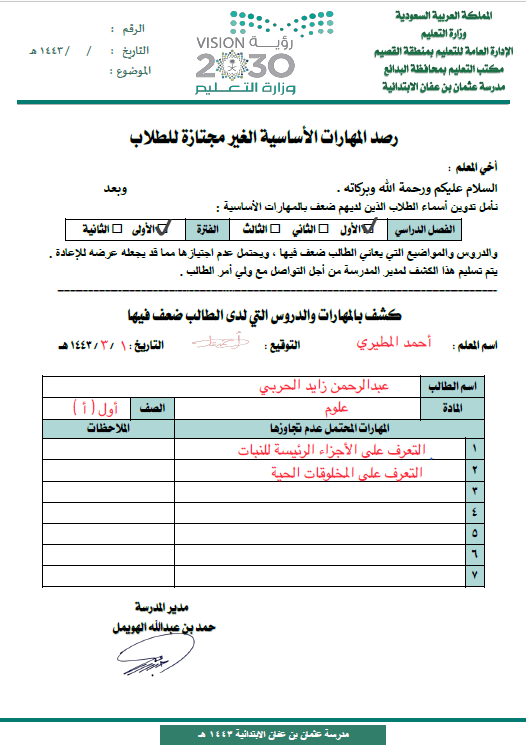 المملكة العربية السعودية
وزارة التعليم
الإدارة العامة للتعليم بمنطقة القصيم
مكتب التعليم بمحافظة البدائع
مدرسة عثمان بن عفان الابتدائية
VISION رؤيـة
2030
وزارة التعـليم
الرقم :
التاريخ : / / ١٤٤٣ هـ
الموضوع :
رصد المهارات الأساسية الغير مجتازة للطلاب
أخي المعلم :
السلام عليكم ورحمة الله وبركاته . وبعد
نأمل تدوين أسماء الطلاب الذين لديهم ضعف بالمهارات الأساسية :
الفصل الدراسي ☑ الأول ☐ الثاني ☐ الثالث الفترة ☑ الأولى ☐ الثانية
والدروس والمواضيع التي يعاني الطالب ضعف فيها ، ويحتمل عدم اجتيازها مما قد يجعله عرضه للإعادة .
يتم تسليم هذا الكشف لمدير المدرسة من أجل التواصل مع ولي أمر الطالب .
كشف بالمهارات والدروس التي لدى الطالب ضعف فيها
اسم المعلم : أحمد المطيري التوقيع : التاريخ : ١ / ٣ / ١٤٤٣ هـ
اسم الطالب عبدالرحمن زايد الحربي
المادة علوم الصف أول ( أ )
المهارات المحتمل عدم تجاوزها الملاحظات
١ التعرف على الأجزاء الرئيسة للنبات
٢ التعرف على المخلوقات الحية
٣
٤
٥
٦
٧
مدير المدرسة
حمد بن عبدالله الهويمل
مدرسة عثمان بن عفان الابتدائية ١٤٤٣ هـ